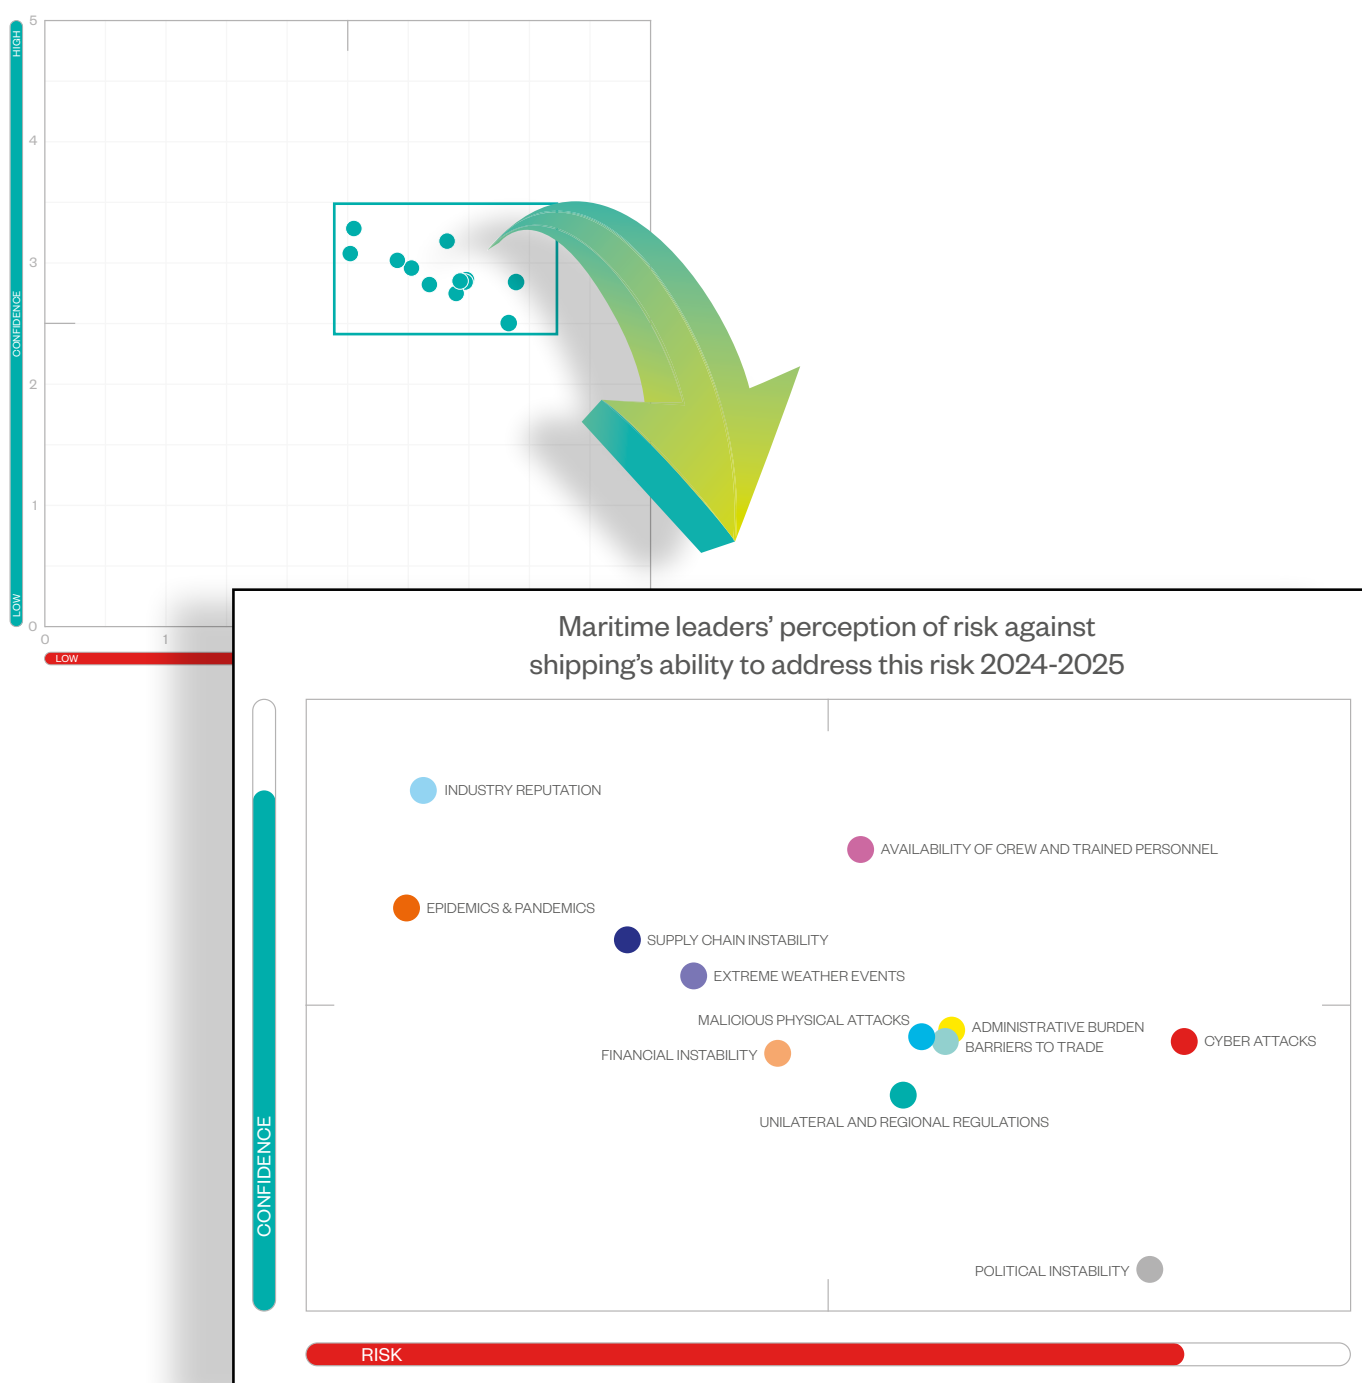 5
HIGH
4
3
CONFIDENCE
2
1
LOW
0
0
1
LOW
Maritime leaders’ perception of risk against
shipping’s ability to address this risk 2024-2025
INDUSTRY REPUTATION
AVAILABILITY OF CREW AND TRAINED PERSONNEL
EPIDEMICS & PANDEMICS
SUPPLY CHAIN INSTABILITY
EXTREME WEATHER EVENTS
MALICIOUS PHYSICAL ATTACKS
ADMINISTRATIVE BURDEN
BARRIERS TO TRADE
CYBER ATTACKS
FINANCIAL INSTABILITY
UNILATERAL AND REGIONAL REGULATIONS
CONFIDENCE
POLITICAL INSTABILITY
RISK